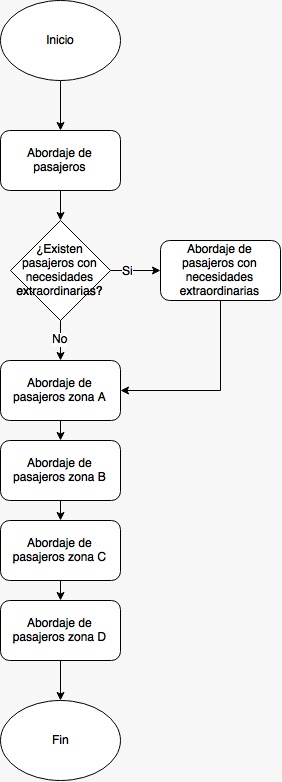 Inicio
Abordaje de
pasajeros
¿Existen
pasajeros con
necesidades
extraordinarias?
Si
Abordaje de
pasajeros con
necesidades
extraordinarias
No
Abordaje de
pasajeros zona A
Abordaje de
pasajeros zona B
Abordaje de
pasajeros zona C
Abordaje de
pasajeros zona D
Fin